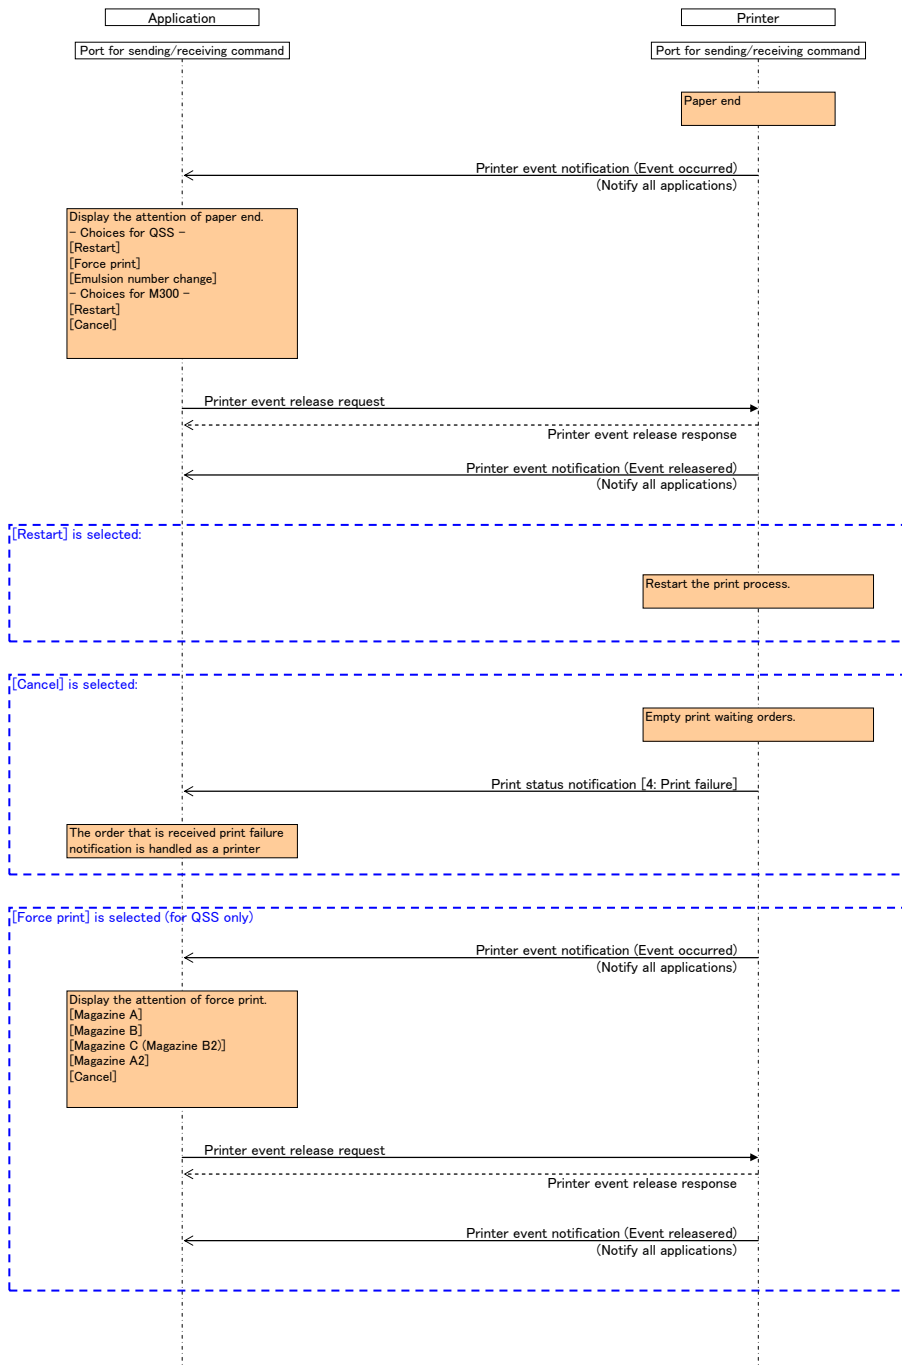 Application
Printer
Port for sending/receiving command
Port for sending/receiving command
Paper end
Printer event notification (Event occurred)
(Notify all applications)
Display the attention of paper end.
- Choices for QSS -
[Restart]
[Force print]
[Emulsion number change]
- Choices for M300 -
[Restart]
[Cancel]
Printer event release request
Printer event release response
Printer event notification (Event releasered)
(Notify all applications)
[Restart] is selected:
Restart the print process.
[Cancel] is selected:
Empty print waiting orders.
Print status notification [4: Print failure]
The order that is received print failure
notification is handled as a printer
[Force print] is selected (for QSS only)
Printer event notification (Event occurred)
(Notify all applications)
Display the attention of force print.
[Magazine A]
[Magazine B]
[Magazine C (Magazine B2)]
[Magazine A2]
[Cancel]
Printer event release request
Printer event release response
Printer event notification (Event releasered)
(Notify all applications)